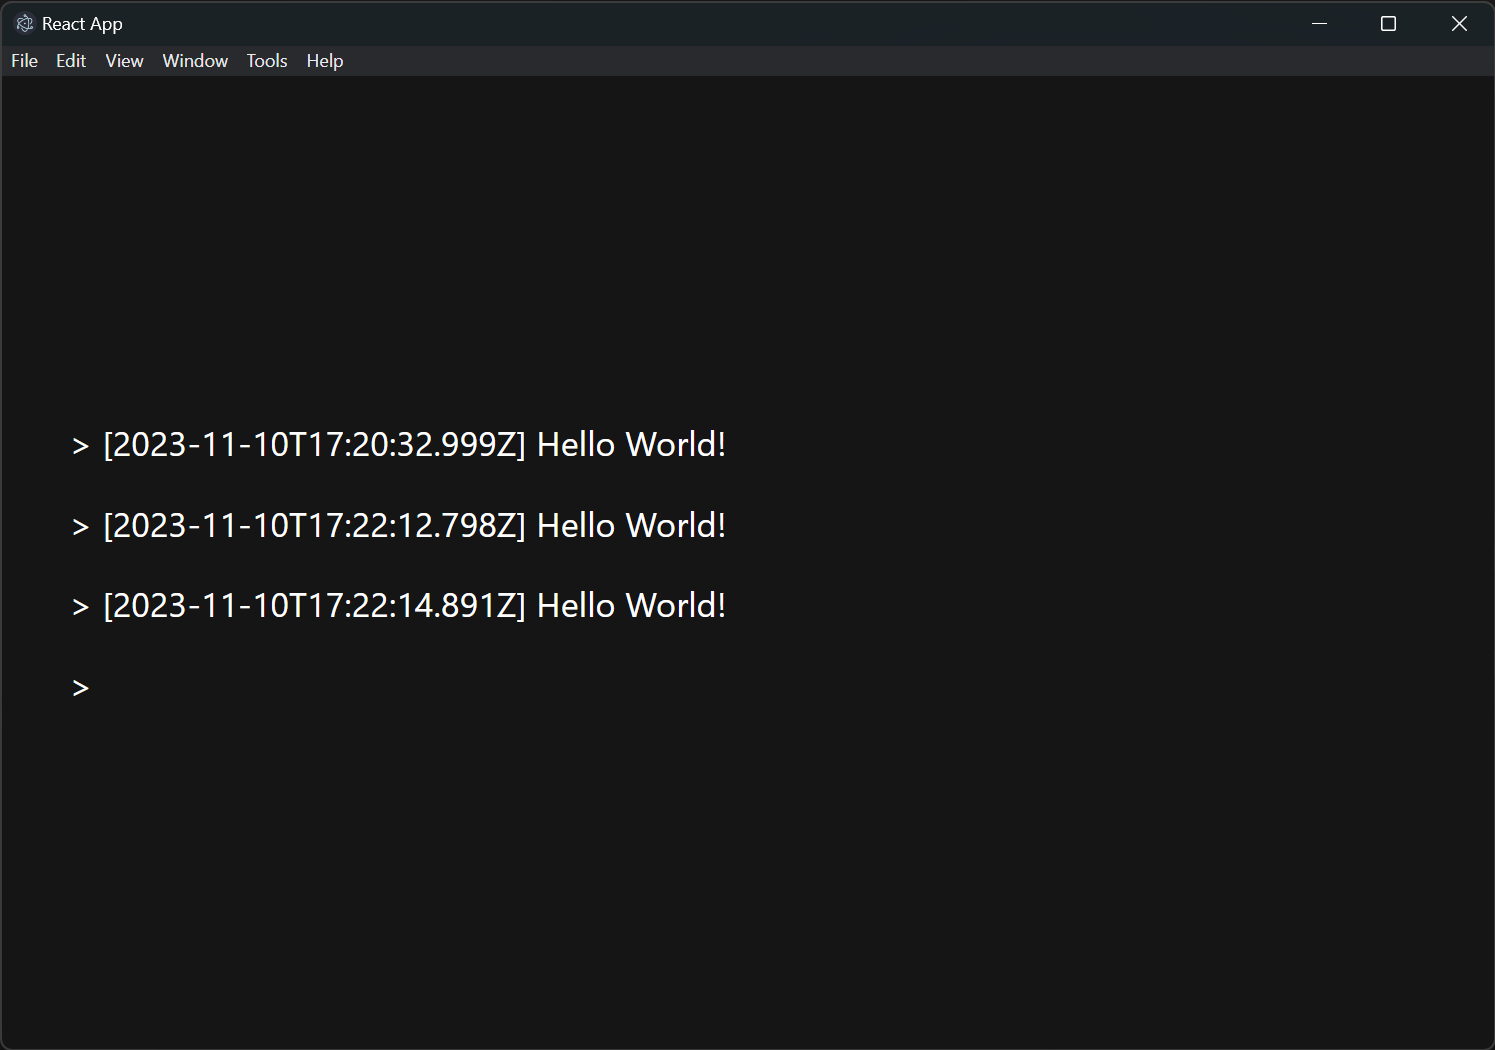 React App
File Edit View Window Tools Help
> [2023-11-10T17:20:32.999Z] Hello World!
> [2023-11-10T17:22:12.798Z] Hello World!
> [2023-11-10T17:22:14.891Z] Hello World!
>